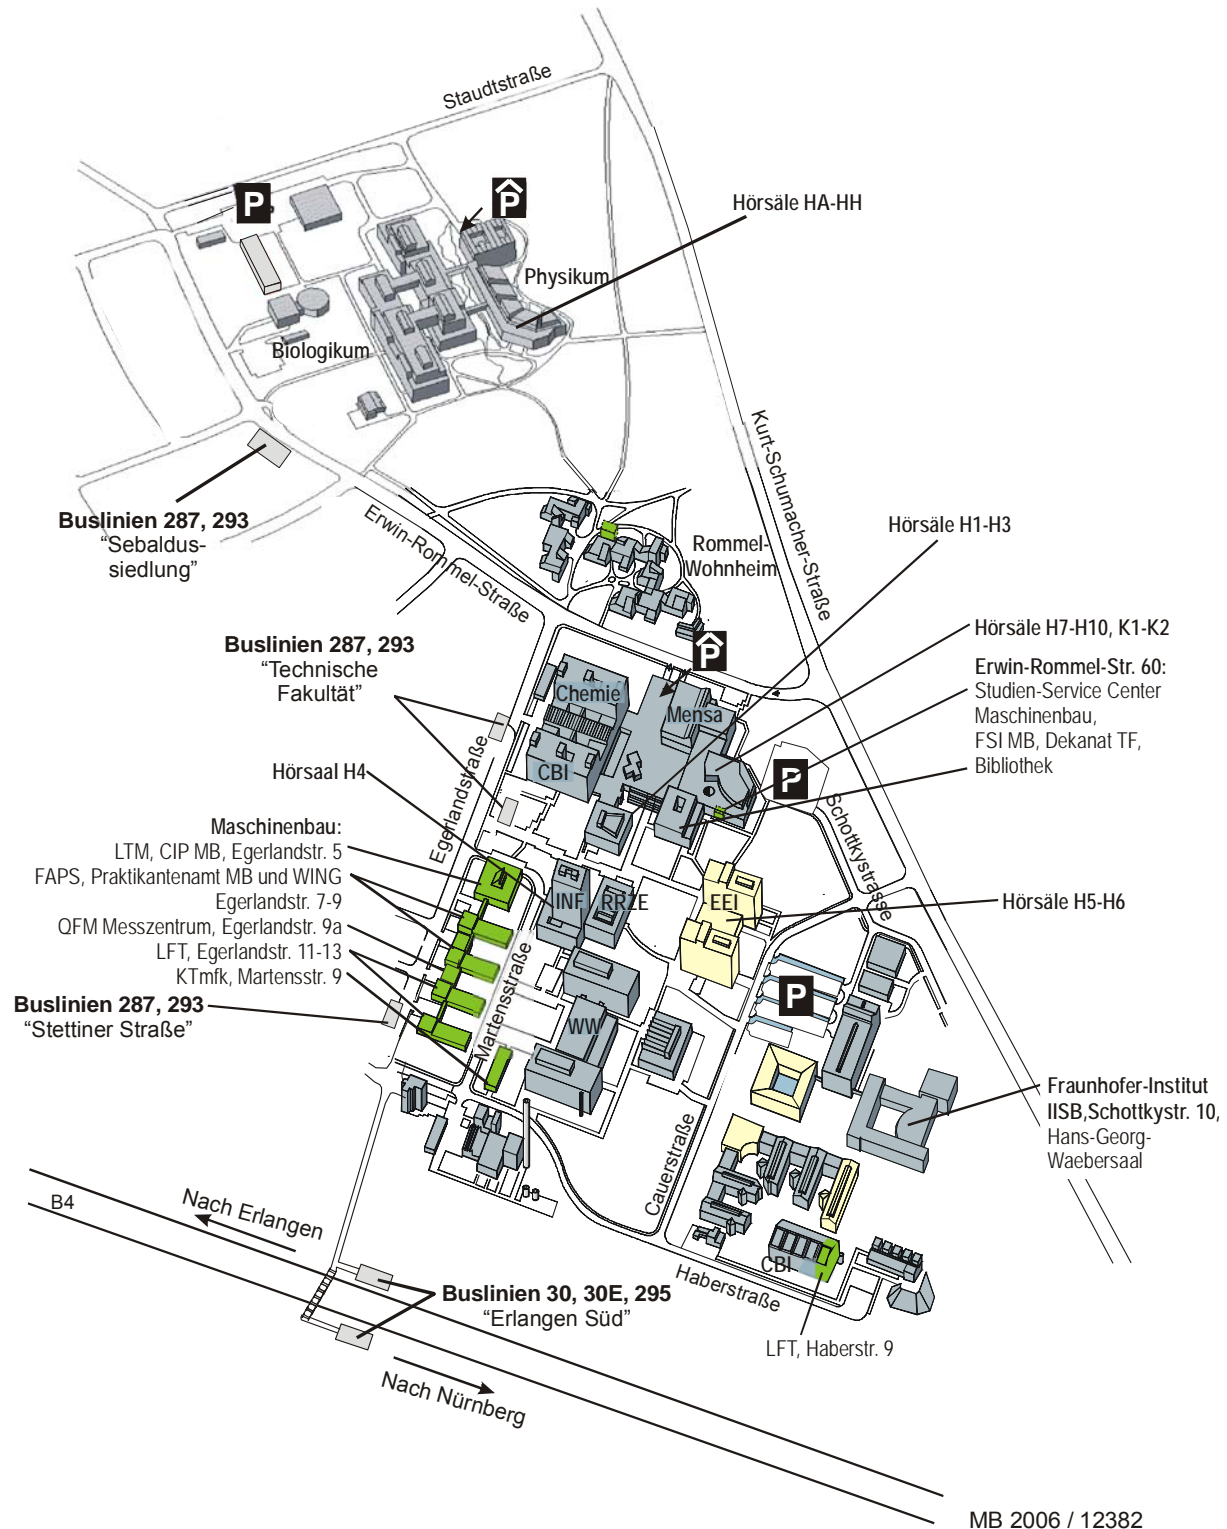 Staudtstraße
P
P
Hörsäle HA-HH
Physikum
Biologikum
Kurt-Schumacher-Straße
Buslinien 287, 293
“Sebaldus-
siedlung”
Erwin-Rommel-Straße
Rommel-
Wohnheim
Hörsäle H1-H3
Buslinien 287, 293
“Technische
Fakultät”
P
Hörsäle H7-H10, K1-K2
Erwin-Rommel-Str. 60:
Studien-Service Center
Maschinenbau,
FSI MB, Dekanat TF,
Bibliothek
Chemie
Mensa
CBI
P
Hörsaal H4
Egerlandstraße
Schottkystrasse
Maschinenbau:
LTM, CIP MB, Egerlandstr. 5
FAPS, Praktikantenamt MB und WING
Egerlandstr. 7-9
QFM Messzentrum, Egerlandstr. 9a
LFT, Egerlandstr. 11-13
KTmfk, Martensstr. 9
INF
RRZE
EEI
Hörsäle H5-H6
Buslinien 287, 293
“Stettiner Straße”
Martensstraße
WW
P
Fraunhofer-Institut
IISB,Schottkystr. 10,
Hans-Georg-
Waebersaal
Cauerstraße
B4
Nach Erlangen
CBI
Haberstraße
Buslinien 30, 30E, 295
“Erlangen Süd”
LFT, Haberstr. 9
Nach Nürnberg
MB 2006 / 12382